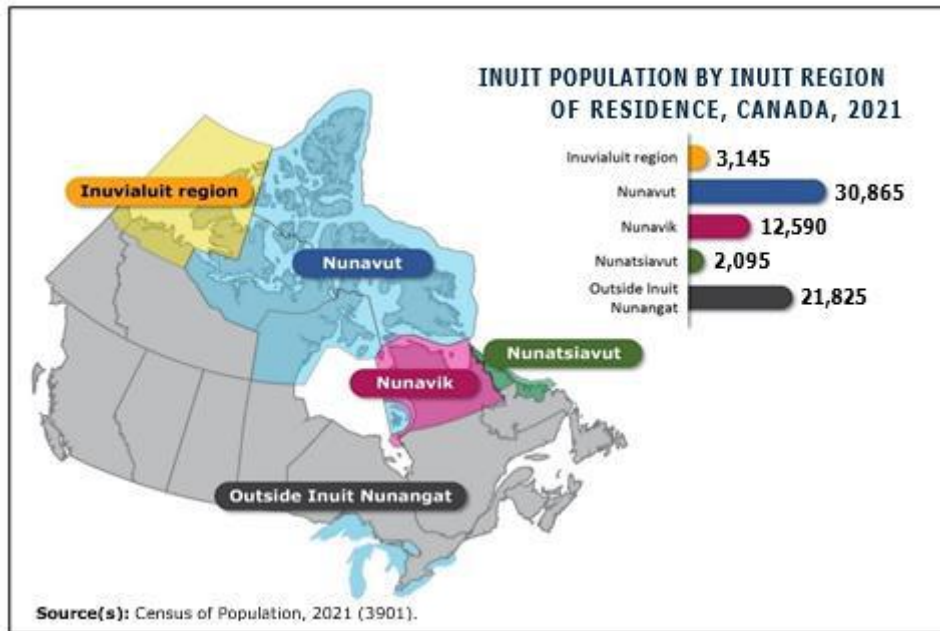 INUIT POPULATION BY INUIT REGION
OF RESIDENCE, CANADA, 2021
Inuvialuit region 3,145
Nunavut 30,865
Nunavik 12,590
Nunatsiavut 2,095
Outside Inuit
Nunangat 21,825
Inuvialuit region
Nunavut
Nunatsiavut
Nunavik
Outside Inuit Nunangat
Source(s): Census of Population, 2021 (3901).